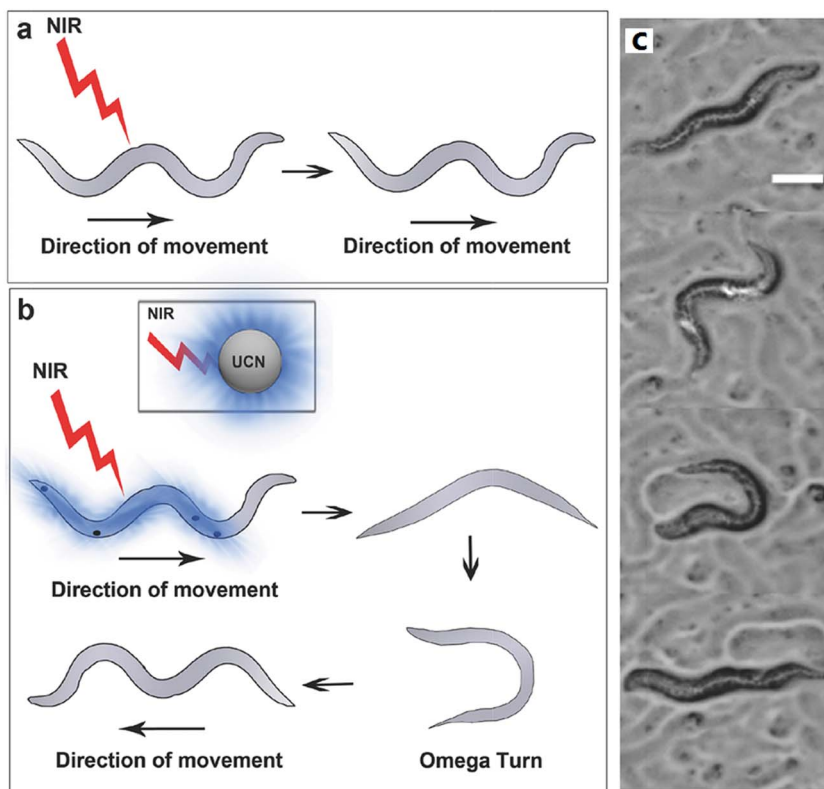 a
NIR
Direction of movement
Direction of movement
b
NIR
UCN
NIR
Direction of movement
Direction of movement
Omega Turn
c